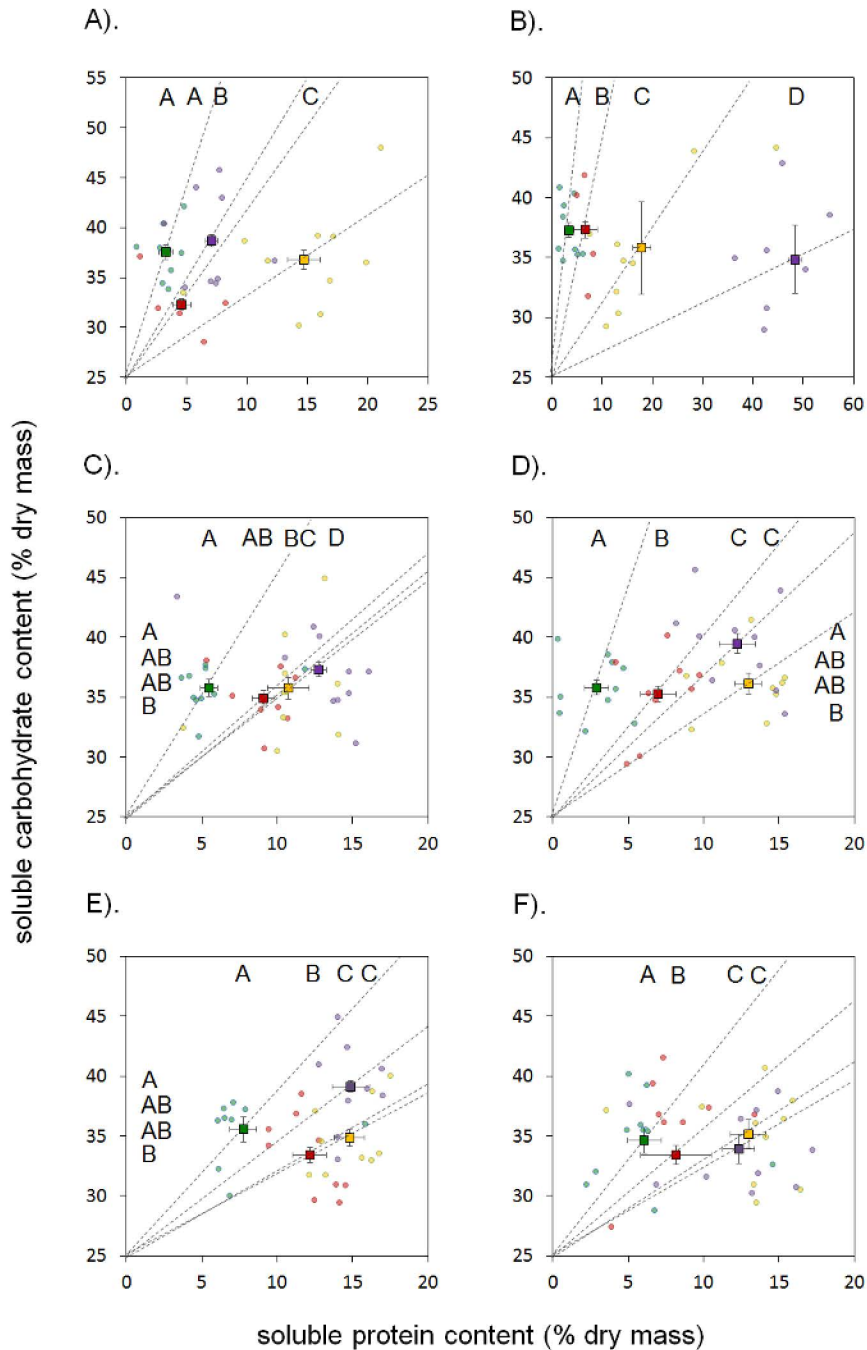 A).
B).
55
50
45
40
35
30
25
0
5
10
15
20
25
A A B C
50
45
40
35
30
25
0
10
20
30
40
50
60
A B C D
C).
D).
50
45
40
35
30
25
0
5
10
15
20
A AB BC D
A
AB
AB
B
50
45
40
35
30
25
0
5
10
15
20
A B C C
A
AB
AB
B
E).
F).
50
45
40
35
30
25
0
5
10
15
20
A B C C
A
AB
AB
B
50
45
40
35
30
25
0
5
10
15
20
A B C C
soluble carbohydrate content (% dry mass)
soluble protein content (% dry mass)